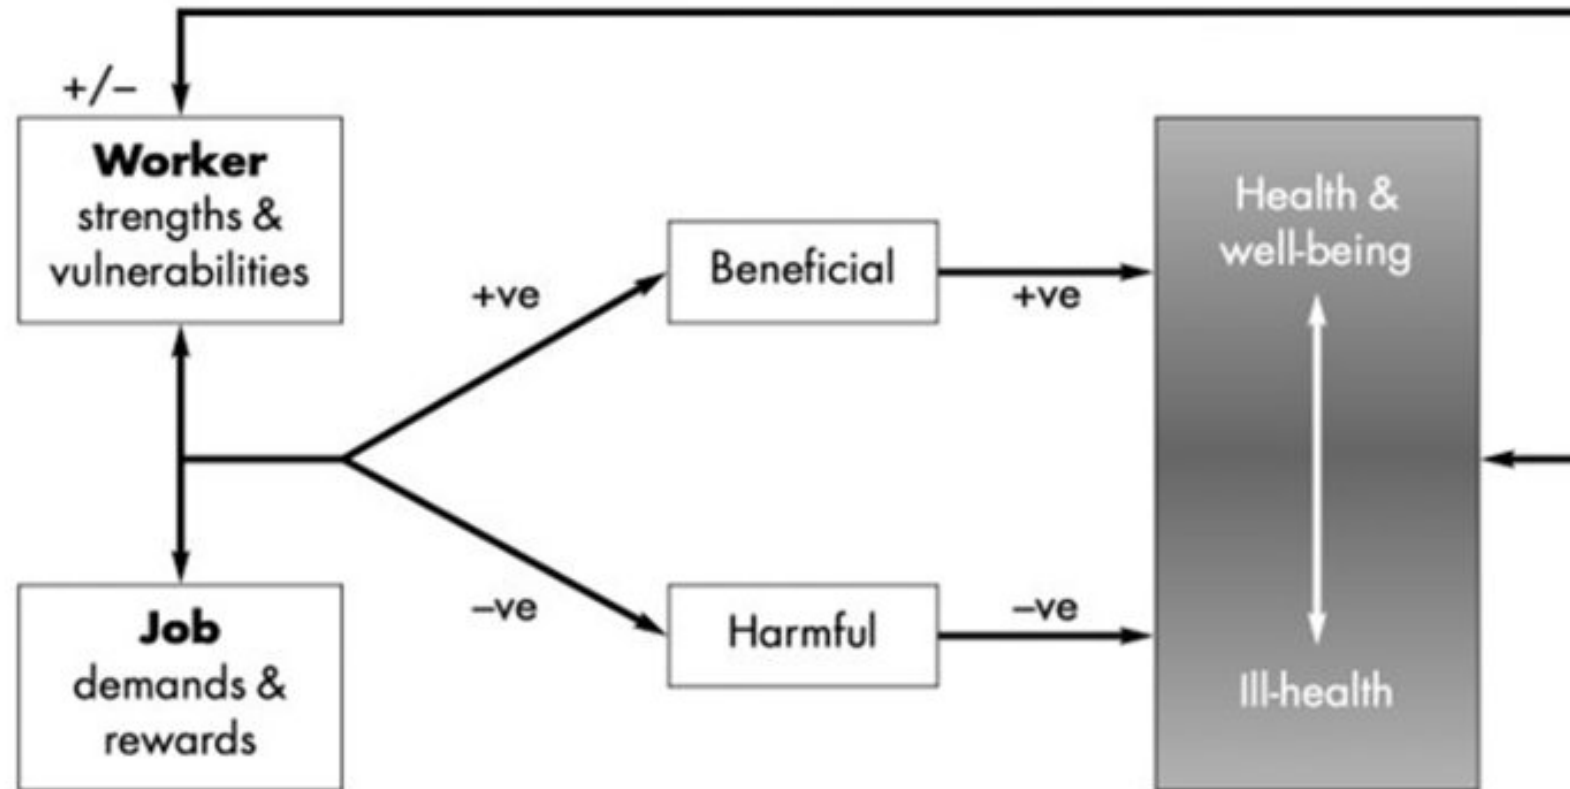 +/–
Worker
strengths &
vulnerabilities
+ve
Beneficial
+ve
Health &
well-being
–ve
Harmful
–ve
Ill-health
Job
demands &
rewards